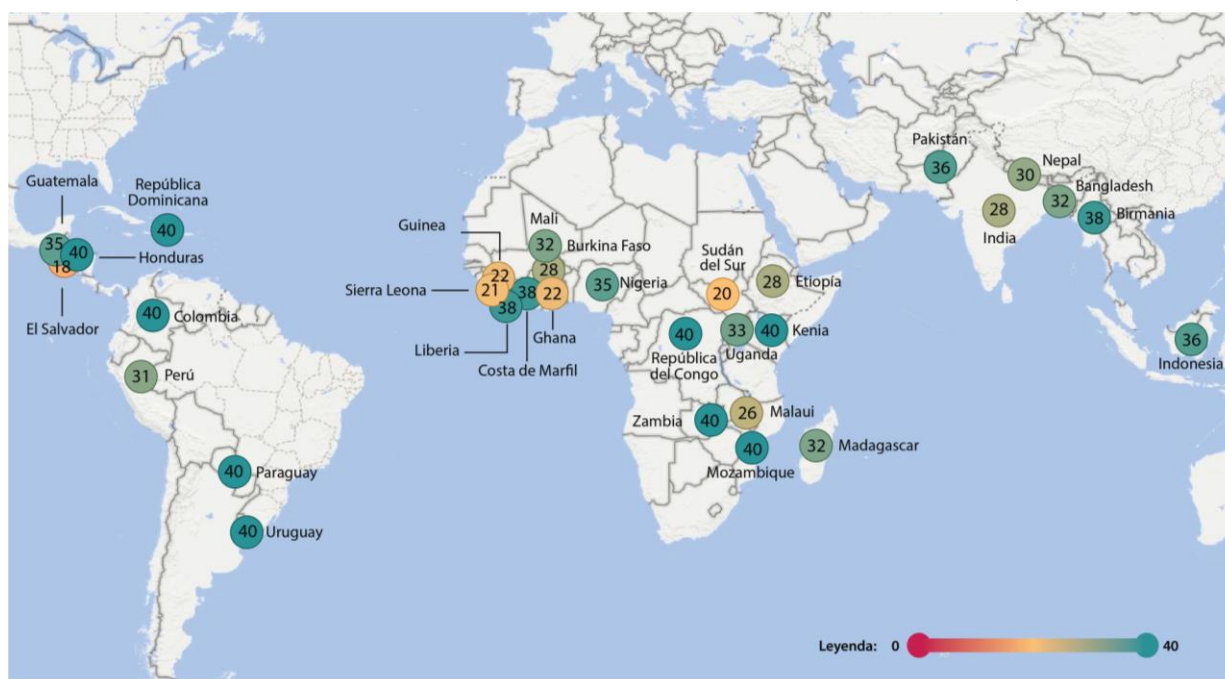 Guatemala
35
18
El Salvador
República
Dominicana
40
40
Honduras
40
Colombia
31
Perú
40
Paraguay
40
Uruguay
Guinea
22
Sierra Leona
21
38
Liberia
38
Costa de Marfil
Mali
32
Burkina Faso
28
22
Ghana
35
Nigeria
Sudán
del Sur
20
28
Etiopía
40
República
del Congo
33
Uganda
40
Kenia
Zambia
40
26
Malaui
40
Mozambique
32
Madagascar
Pakistán
36
30
Nepal
28
India
32
Bangladesh
38
Birmania
36
Indonesia
Leyenda: 0 40